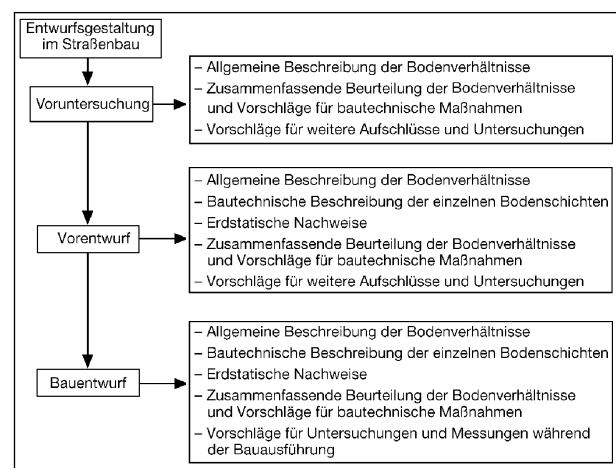 Entwurfsgestaltung
im Straßenbau
Voruntersuchung
– Allgemeine Beschreibung der Bodenverhältnisse
– Zusammenfassende Beurteilung der Bodenverhältnisse
und Vorschläge für bautechnische Maßnahmen
– Vorschläge für weitere Aufschlüsse und Untersuchungen
Vorentwurf
– Allgemeine Beschreibung der Bodenverhältnisse
– Bautechnische Beschreibung der einzelnen Bodenschichten
– Erdstatische Nachweise
– Zusammenfassende Beurteilung der Bodenverhältnisse
und Vorschläge für bautechnische Maßnahmen
– Vorschläge für weitere Aufschlüsse und Untersuchungen
Bauentwurf
– Allgemeine Beschreibung der Bodenverhältnisse
– Bautechnische Beschreibung der einzelnen Bodenschichten
– Erdstatische Nachweise
– Zusammenfassende Beurteilung der Bodenverhältnisse
und Vorschläge für bautechnische Maßnahmen
– Vorschläge für Untersuchungen und Messungen während
der Bauausführung